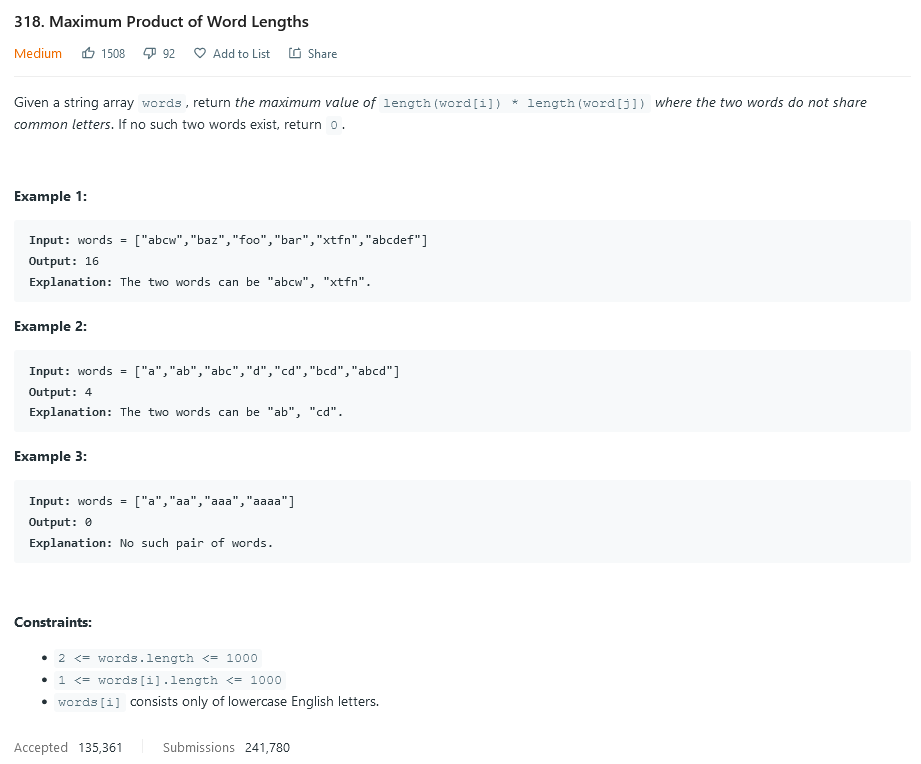 318. Maximum Product of Word Lengths
Medium 1508 92 Add to List Share
Given a string array words, return the maximum value of length(word[i]) * length(word[j]) where the two words do not share
common letters. If no such two words exist, return 0.
Example 1:
Input: words = ["abcw","baz","foo","bar","xtfn","abcdef"]
Output: 16
Explanation: The two words can be "abcw", "xtfn".
Example 2:
Input: words = ["a","ab","abc","d","cd","bcd","abcd"]
Output: 4
Explanation: The two words can be "ab", "cd".
Example 3:
Input: words = ["a","aa","aaa","aaaa"]
Output: 0
Explanation: No such pair of words.
Constraints:
• 2 <= words.length <= 1000
• 1 <= words[i].length <= 1000
• words[i] consists only of lowercase English letters.
Accepted 135,361 Submissions 241,780